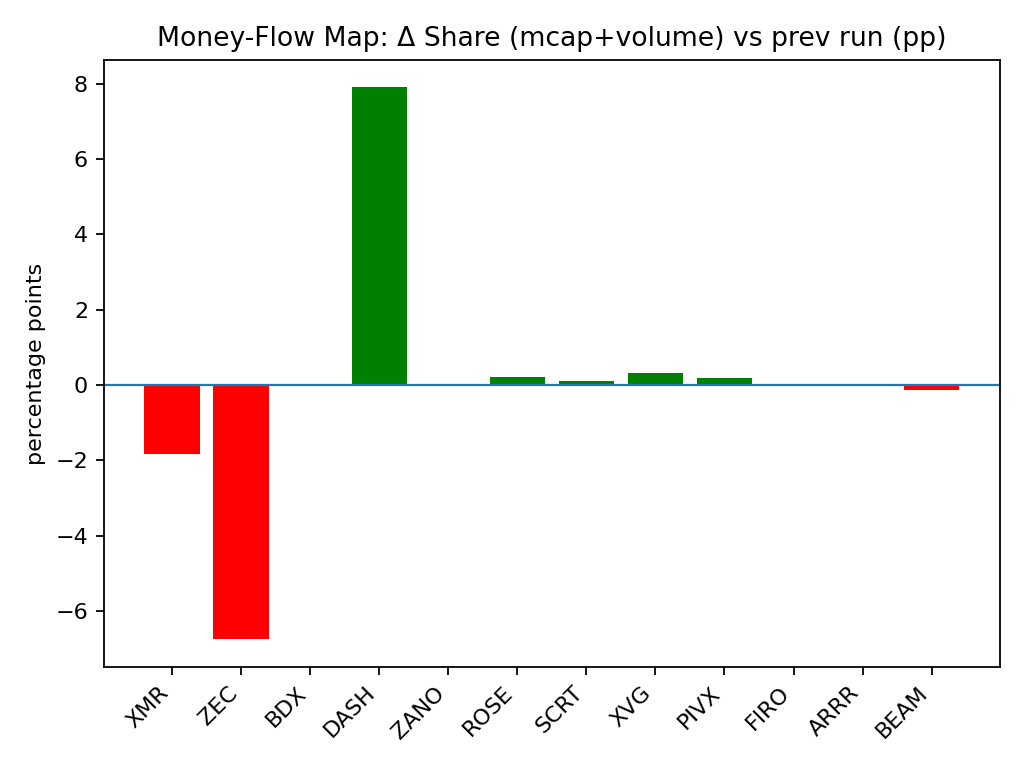 Money-Flow Map: Δ Share (mcap+volume) vs prev run (pp)
percentage points
8
6
4
2
0
−2
−4
−6
XMR
ZEC
BDX
DASH
ZANO
ROSE
SCRT
XVG
PIVX
FIRO
ARRR
BEAM